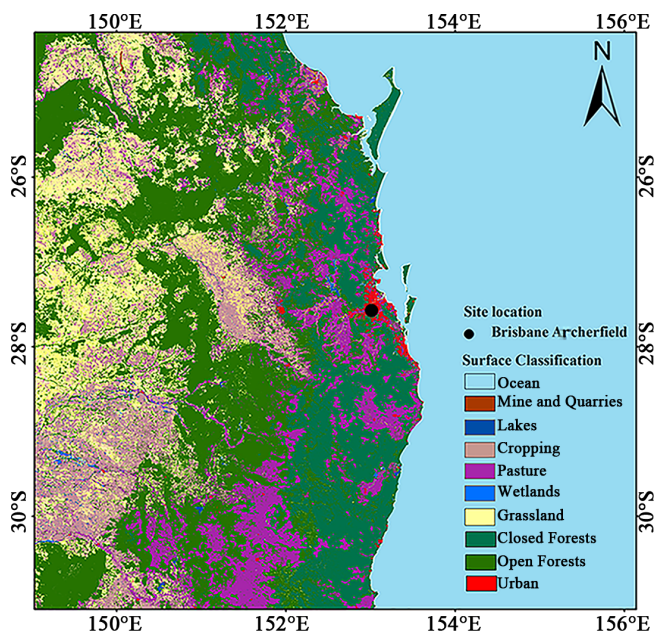 150°E 152°E 154°E 156°E
N
26°S 26°S
Site location
Brisbane Archerfield
28°S 28°S
Surface Classification
Ocean
Mine and Quarries
Lakes
Cropping
Pasture
Wetlands
Grassland
30°S 30°S
Closed Forests
Open Forests
Urban
150°E 152°E 154°E 156°E